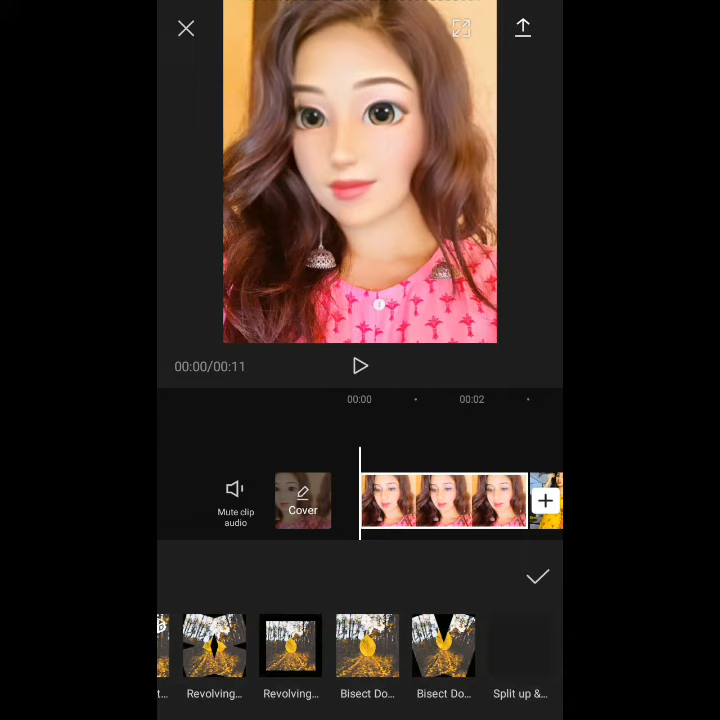 00:00/00:11
00:00
00:02
Mute clip
audio
Cover
t...
Revolving...
Revolving...
Bisect Do...
Bisect Do...
Split up &...